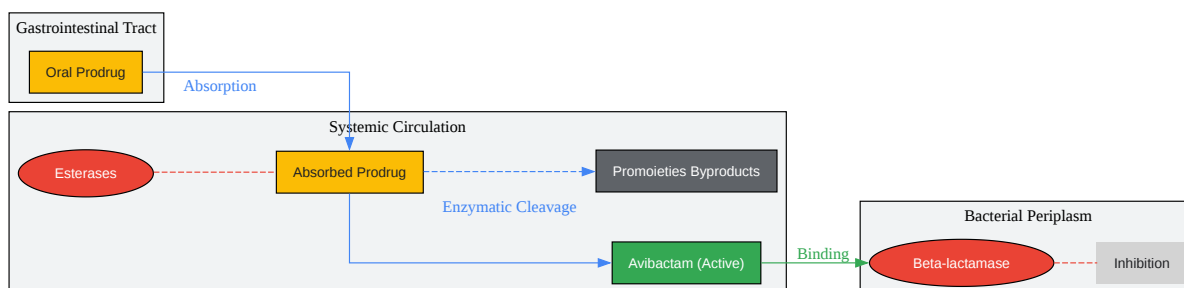 Gastrointestinal Tract
Oral Prodrug
Absorption
Systemic Circulation
Esterases
Absorbed Prodrug
Promoieties Byproducts
Enzymatic Cleavage
Bacterial Periplasm
Avibactam (Active)
Binding
Beta-lactamase
Inhibition